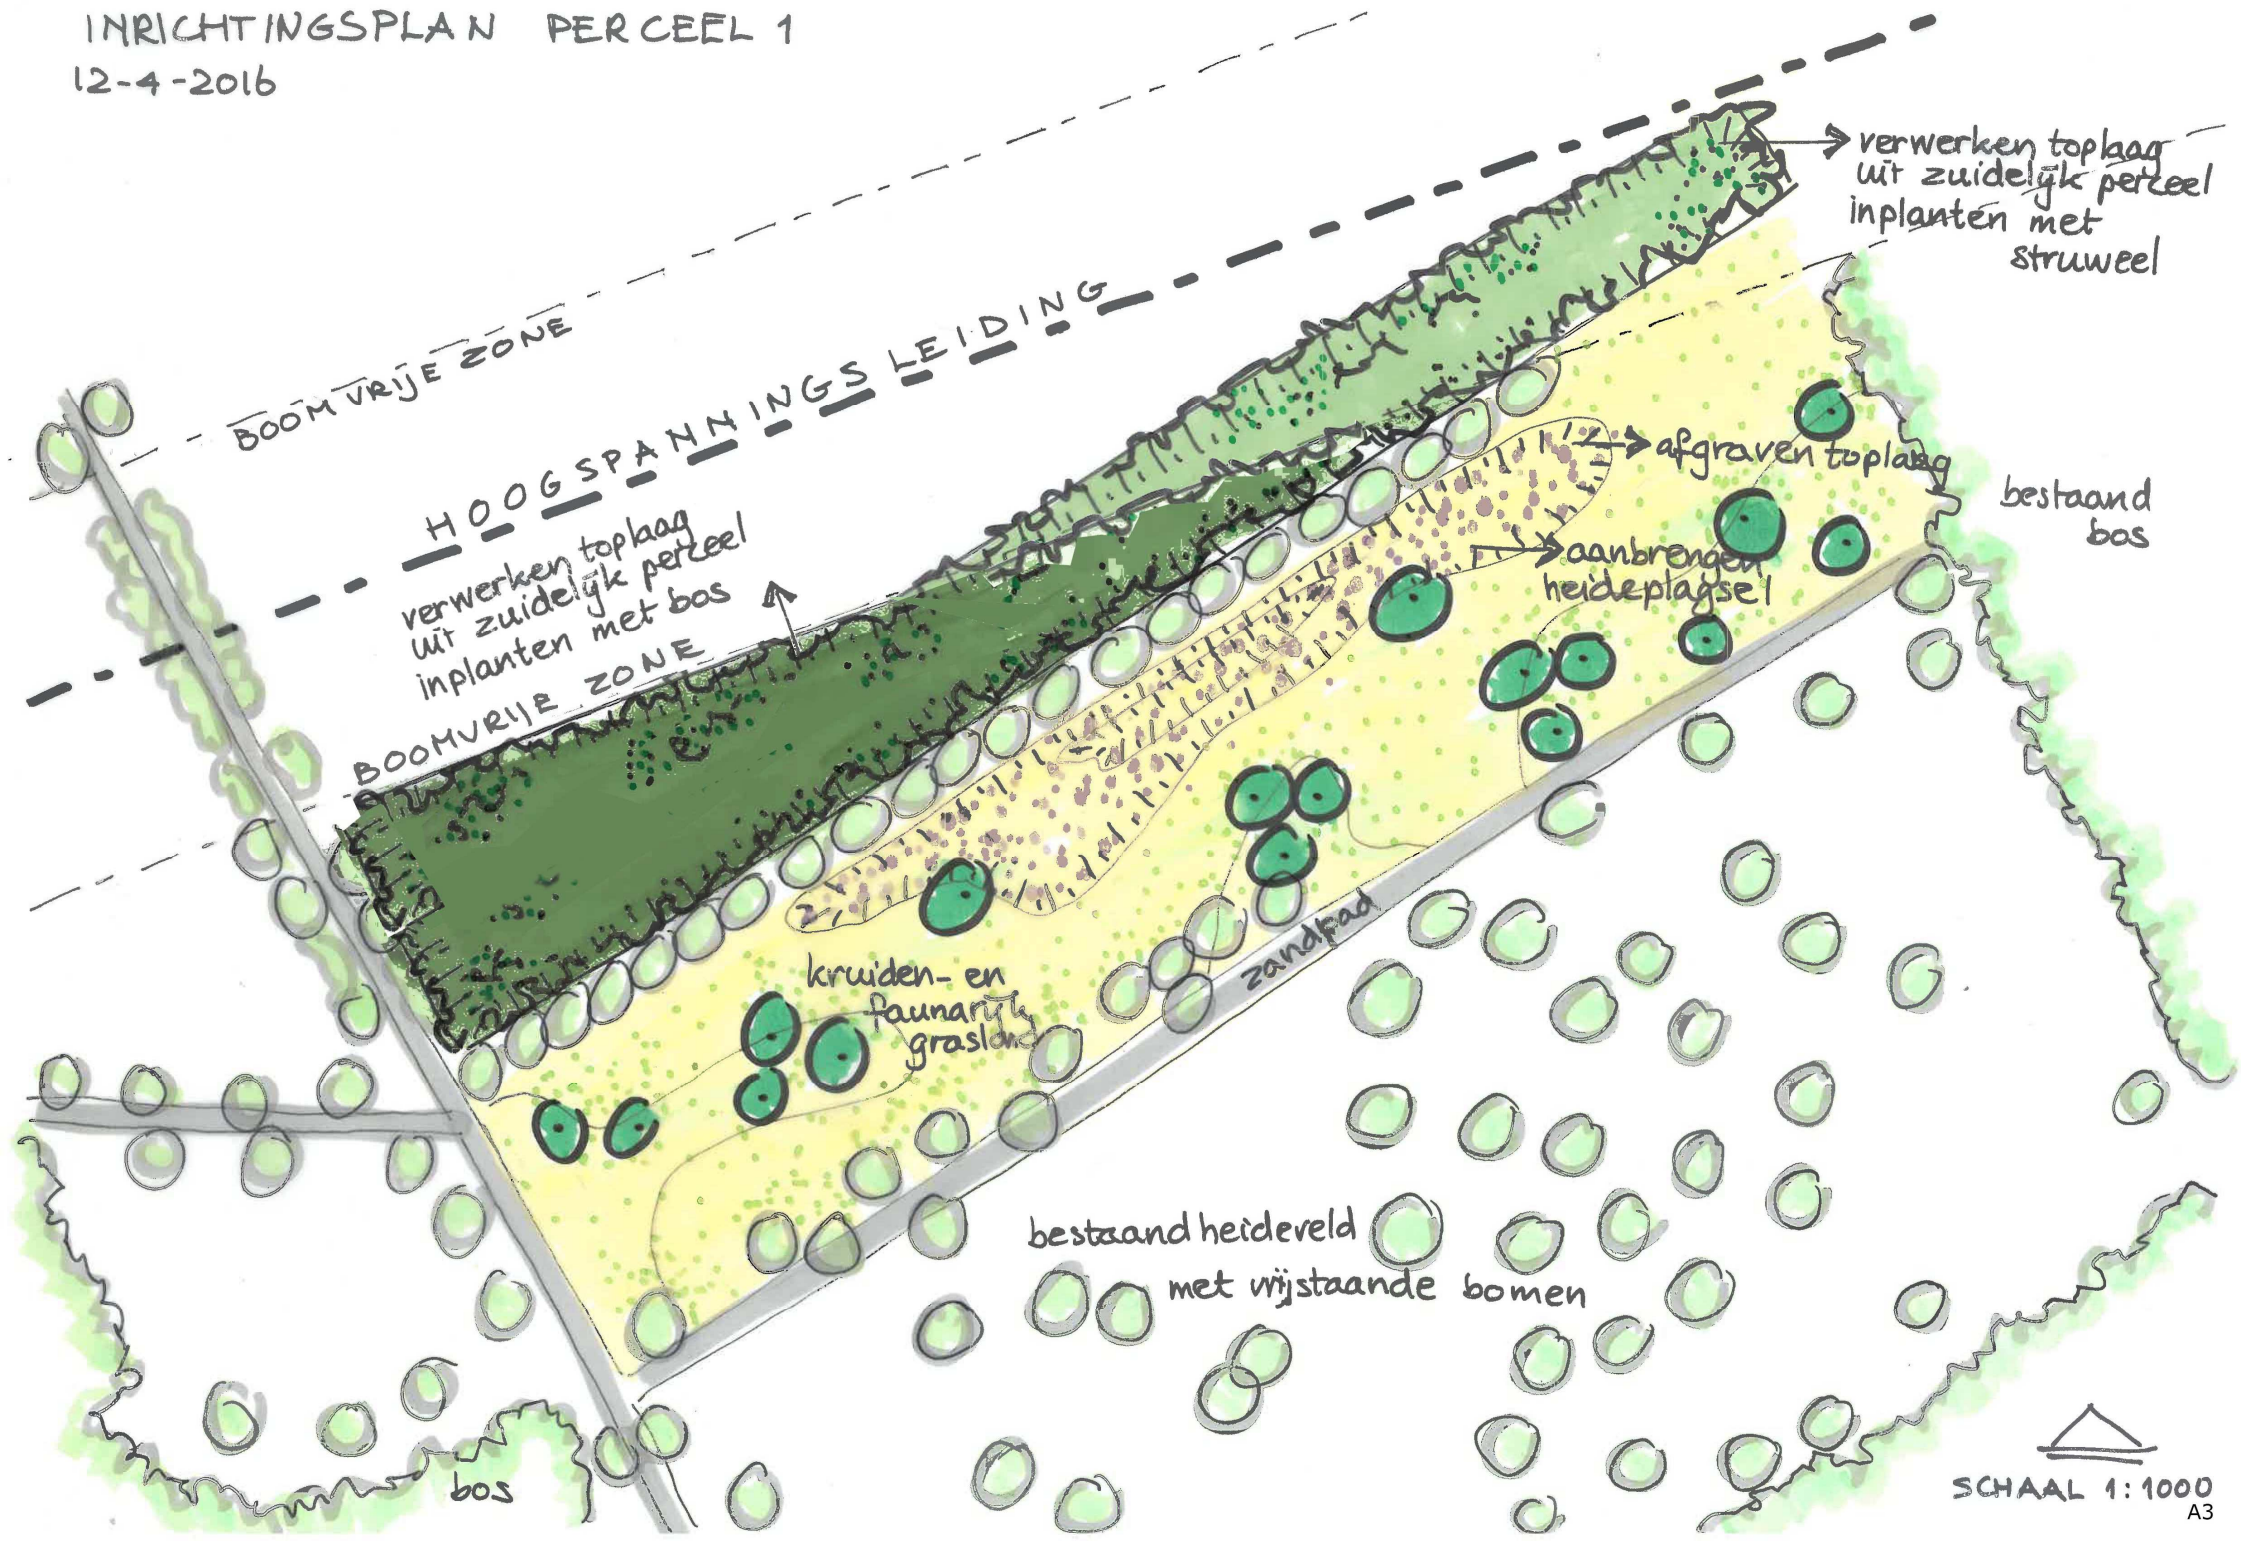 INRICHTINGSPLAN PERCEEL 1
12-4-2016
verwerken toplaag
uit zuidelijk perceel
inplanten met
struweel
BOOMVRIJE ZONE
HOOGSPANNINGSLEIDING
afgraven toplaag
bestaand
bos
verwerken toplaag
uit zuidelijk perceel
inplanten met bos
aanbrengen
heideplagsel
BOOMVRIJE ZONE
zandpad
kruiden- en
faunarijk
grasland
bestaand heideveld
met vrijstaande bomen
bos
SCHAAL 1:1000
A3